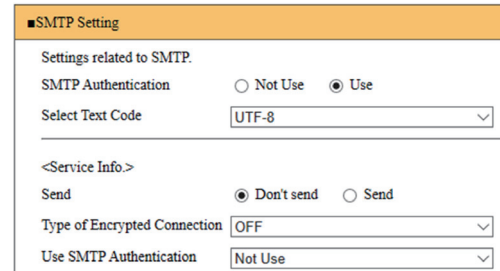 ■SMTP Setting
Settings related to SMTP.
SMTP Authentication Not Use Use
Select Text Code UTF-8
<Service Info.>
Send Don't send Send
Type of Encrypted Connection OFF
Use SMTP Authentication Not Use